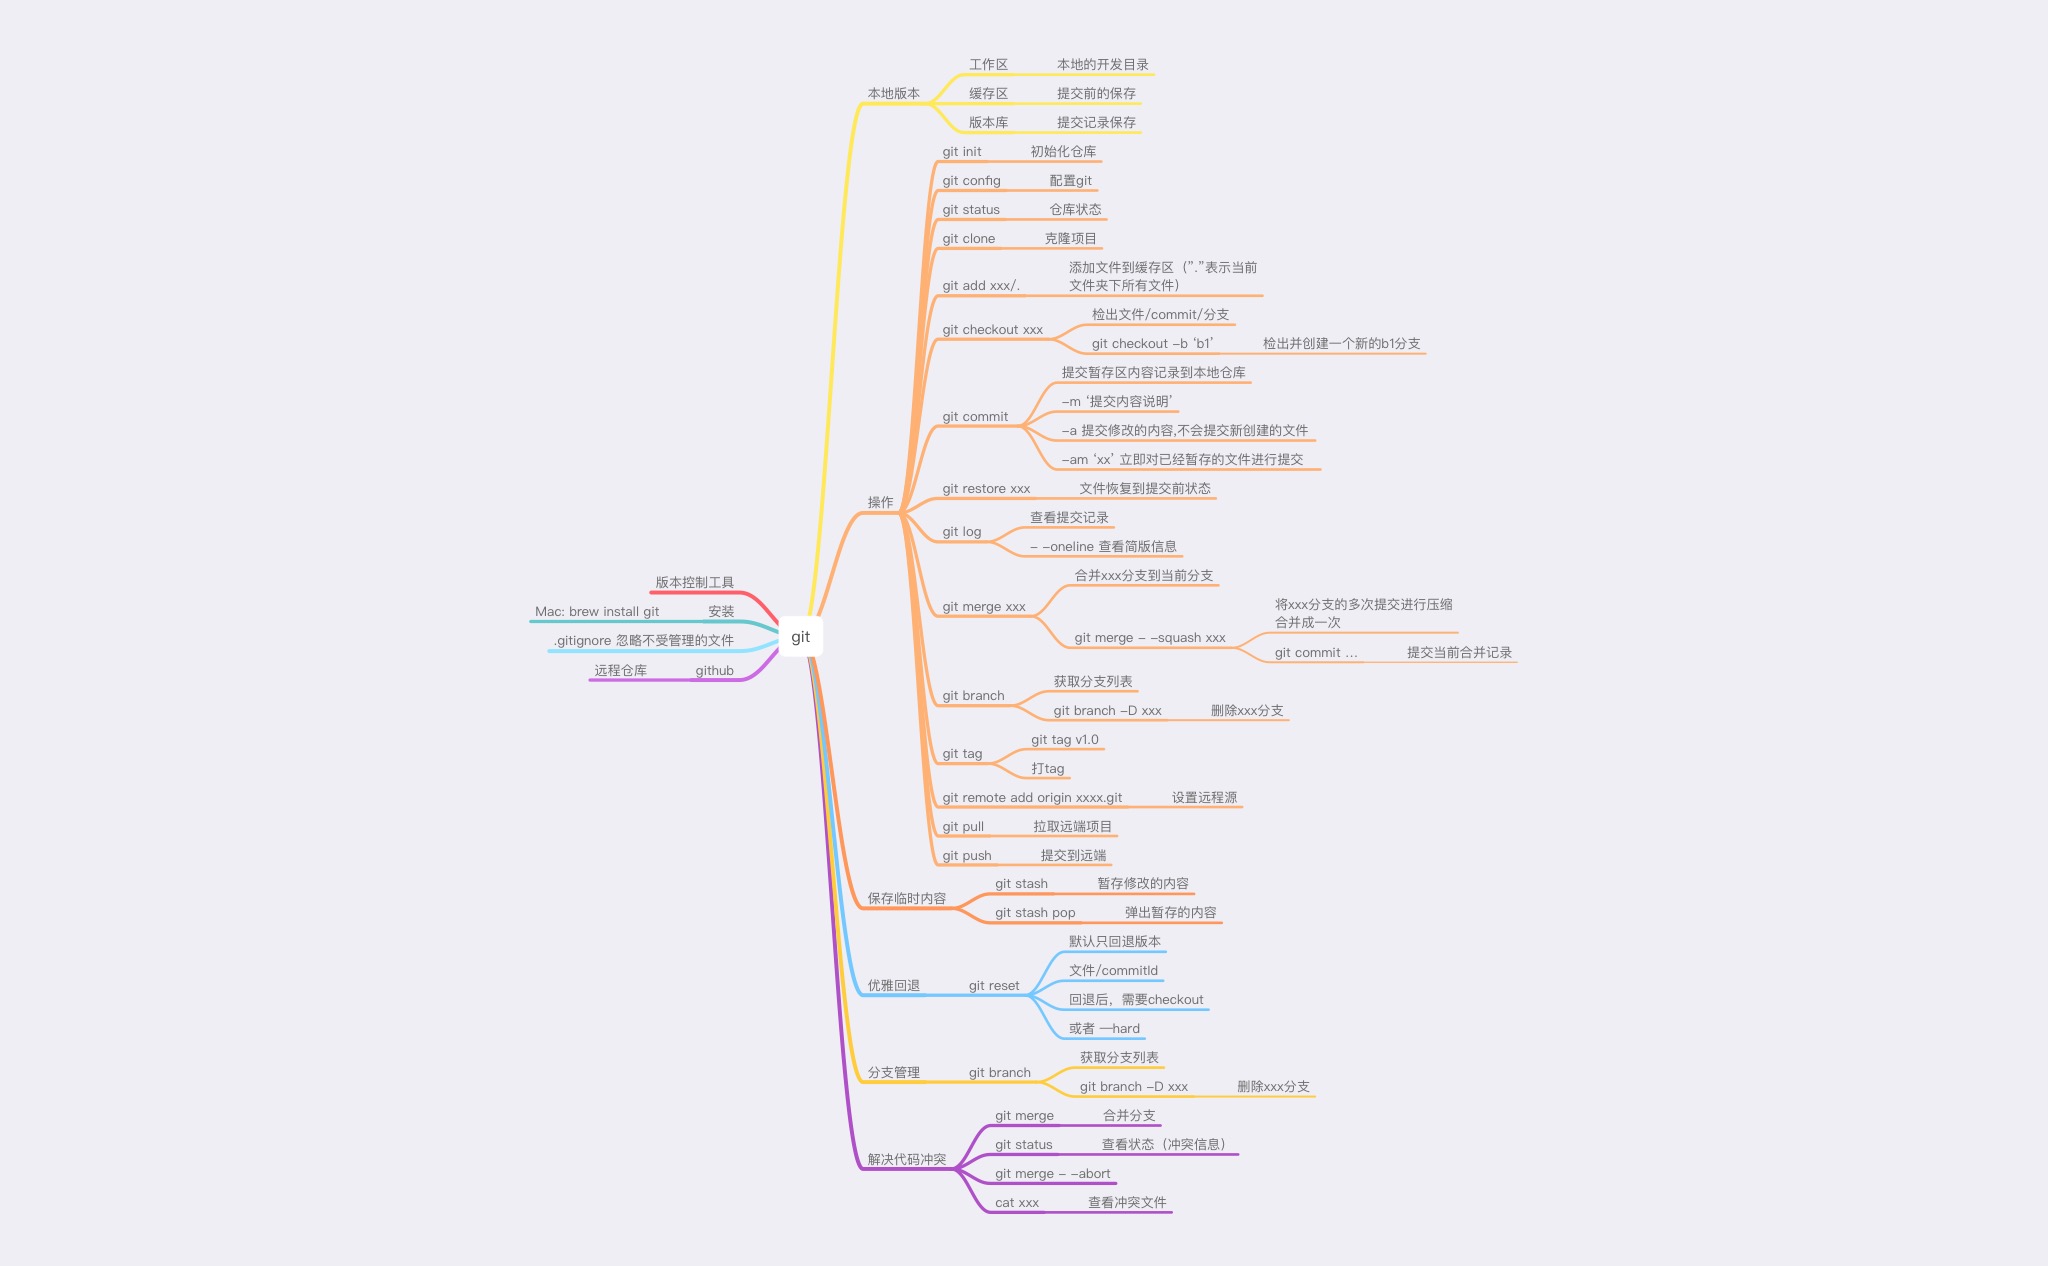 git
版本控制工具
Mac: brew install git
安装
.gitignore 忽略不受管理的文件
远程仓库
github
本地版本
工作区
本地的开发目录
缓存区
提交前的保存
版本库
提交记录保存
操作
git init
初始化仓库
git config
配置git
git status
仓库状态
git clone
克隆项目
git add xxx/.
添加文件到缓存区（”.”表示当前
文件夹下所有文件）
git checkout xxx
检出文件/commit/分支
git checkout –b ‘b1’
检出并创建一个新的b1分支
git commit
提交暂存区内容记录到本地仓库
–m ‘提交内容说明’
–a 提交修改的内容,不会提交新创建的文件
–am ‘xx’ 立即对已经暂存的文件进行提交
git restore xxx
文件恢复到提交前状态
git log
查看提交记录
– –oneline 查看简版信息
git merge xxx
合并xxx分支到当前分支
git merge – –squash xxx
将xxx分支的多次提交进行压缩
合并成一次
git commit ...
提交当前合并记录
git branch
获取分支列表
git branch –D xxx
删除xxx分支
git tag
git tag v1.0
打tag
git remote add origin xxxx.git
设置远程源
git pull
拉取远端项目
git push
提交到远端
保存临时内容
git stash
暂存修改的内容
git stash pop
弹出暂存的内容
优雅回退
git reset
默认只回退版本
文件/commitId
回退后，需要checkout
或者 —hard
分支管理
git branch
获取分支列表
git branch –D xxx
删除xxx分支
解决代码冲突
git merge
合并分支
git status
查看状态（冲突信息）
git merge – –abort
cat xxx
查看冲突文件